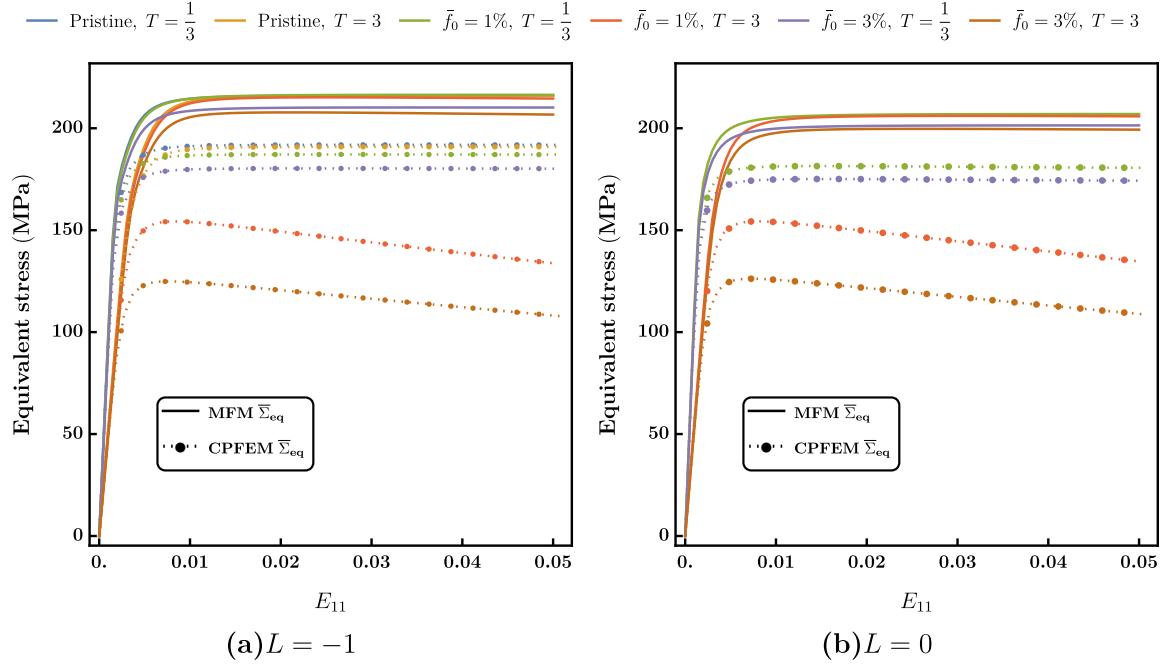 Pristine, T = 1/3 Pristine, T = 3 f̄₀ = 1%, T = 1/3 f̄₀ = 1%, T = 3 f̄₀ = 3%, T = 1/3 f̄₀ = 3%, T = 3
Equivalent stress (MPa)
200
150
100
50
0
MFM Σ̄eq
CPFEM Σ̄eq
0. 0.01 0.02 0.03 0.04 0.05
E₁₁
(a) L = −1
Equivalent stress (MPa)
200
150
100
50
0
MFM Σ̄eq
CPFEM Σ̄eq
0. 0.01 0.02 0.03 0.04 0.05
E₁₁
(b) L = 0